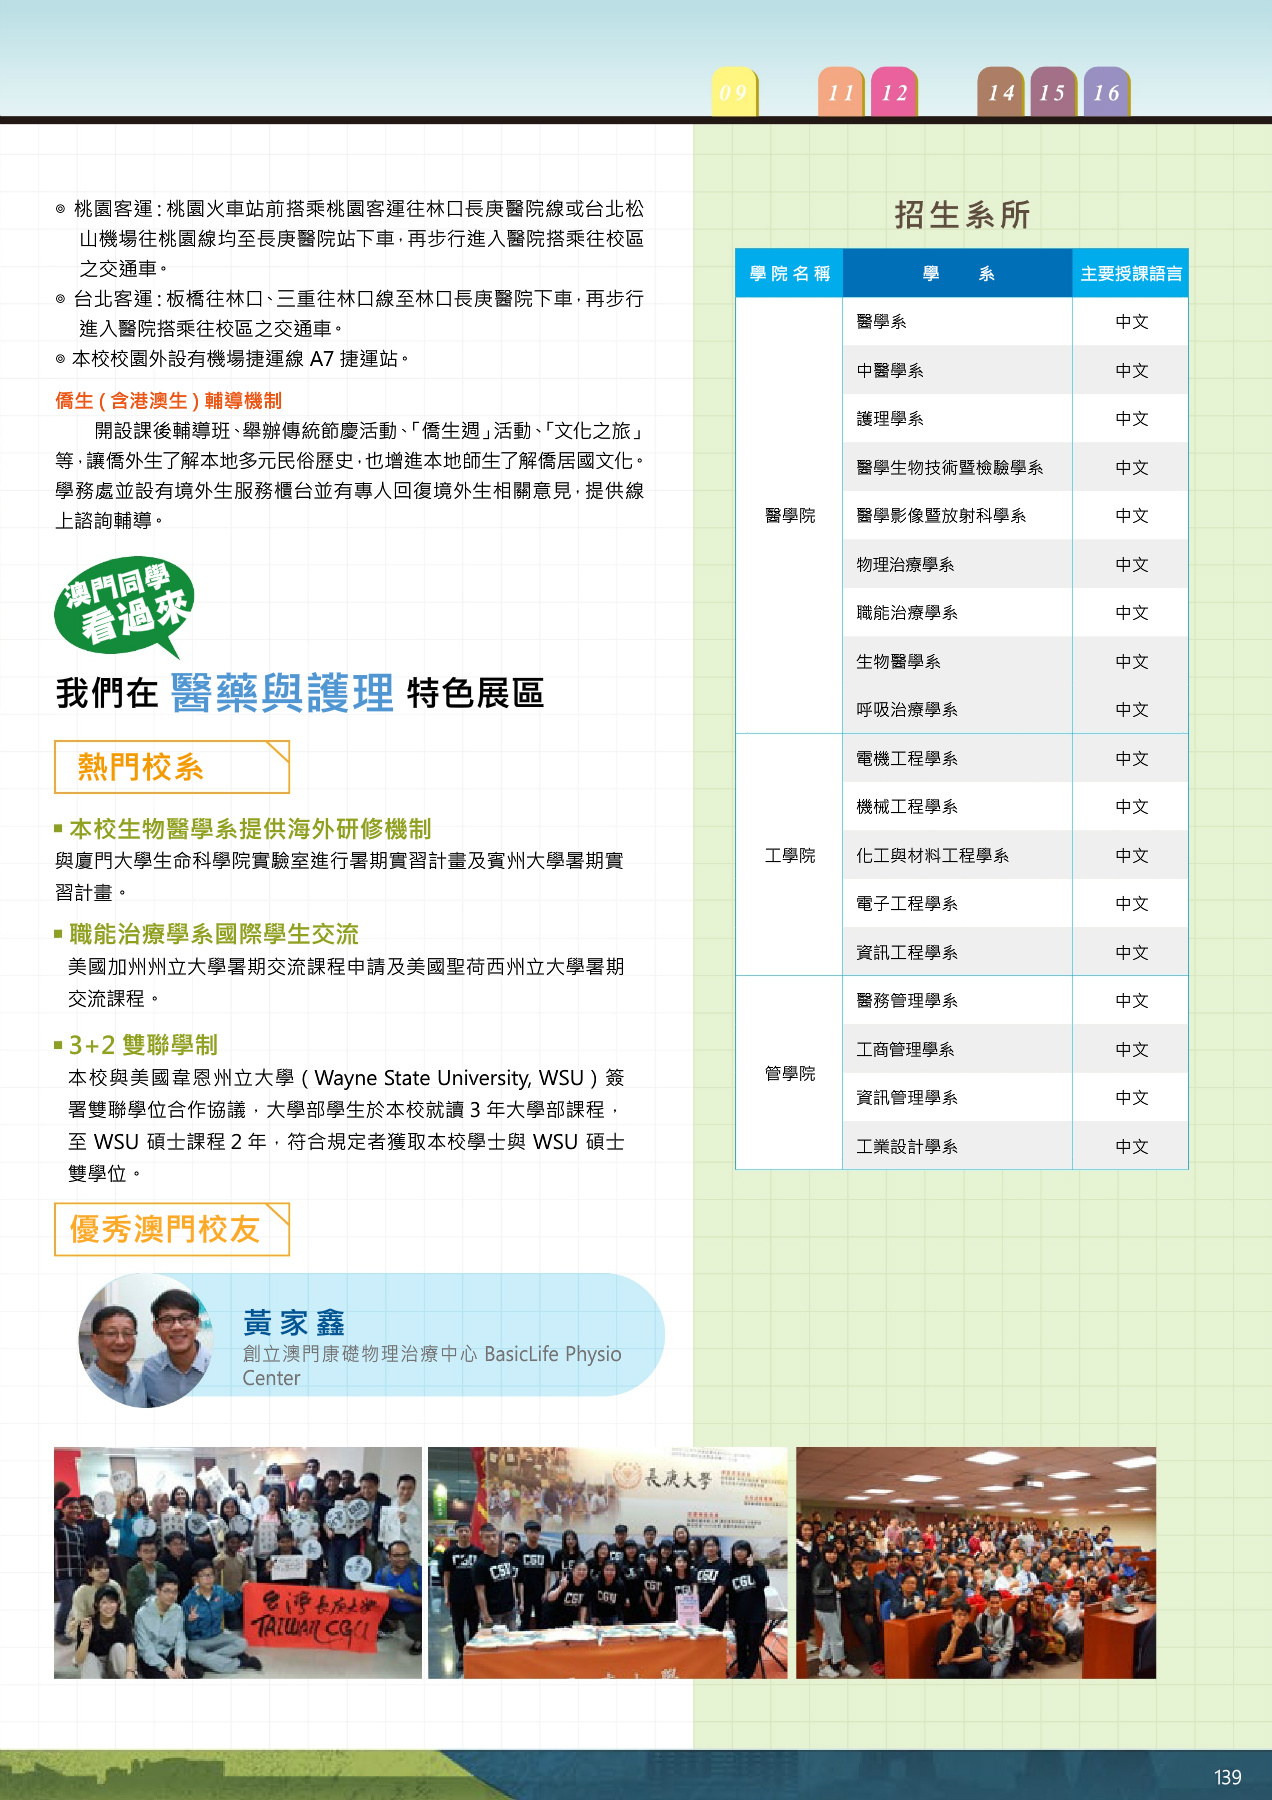 09 11 12 14 15 16
◎ 桃園客運：桃園火車站前搭乘桃園客運往林口長庚醫院線或台北松
山機場往桃園線均至長庚醫院站下車，再步行進入醫院搭乘往校區
之交通車。
◎ 台北客運：板橋往林口、三重往林口線至林口長庚醫院下車，再步行
進入醫院搭乘往校區之交通車。
◎ 本校校園外設有機場捷運線 A7 捷運站。
僑生 ( 含港澳生 ) 輔導機制
開設課後輔導班、舉辦傳統節慶活動、「僑生週」活動、「文化之旅」
等，讓僑外生了解本地多元民俗歷史，也增進本地師生了解僑居國文化。
學務處並設有境外生服務櫃台並有專人回復境外生相關意見，提供線
上諮詢輔導。
澳門同學
看過來
我們在 醫藥與護理 特色展區
熱門校系
本校生物醫學系提供海外研修機制
與廈門大學生命科學院實驗室進行暑期實習計畫及賓州大學暑期實
習計畫。
職能治療學系國際學生交流
美國加州州立大學暑期交流課程申請及美國聖荷西州立大學暑期
交流課程。
3+2 雙聯學制
本校與美國韋恩州立大學 ( Wayne State University, WSU ) 簽
署雙聯學位合作協議，大學部學生於本校就讀 3 年大學部課程，
至 WSU 碩士課程 2 年，符合規定者獲取本校學士與 WSU 碩士
雙學位。
優秀澳門校友
黃家鑫
創立澳門康礎物理治療中心 BasicLife Physio
Center
招生系所
學院名稱 學 系 主要授課語言
醫學院
醫學系 中文
中醫學系 中文
護理學系 中文
醫學生物技術暨檢驗學系 中文
醫學影像暨放射科學系 中文
物理治療學系 中文
職能治療學系 中文
生物醫學系 中文
呼吸治療學系 中文
工學院
電機工程學系 中文
機械工程學系 中文
化工與材料工程學系 中文
電子工程學系 中文
資訊工程學系 中文
管學院
醫務管理學系 中文
工商管理學系 中文
資訊管理學系 中文
工業設計學系 中文
台灣長庚大學
TAIWAN CGU
長庚大學
CGU CGU CGU CGU CGU CGU
139